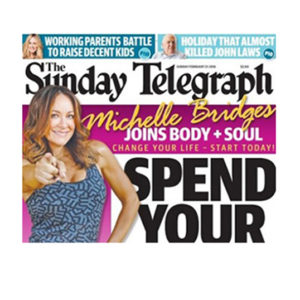 WORKING PARENTS BATTLE
TO RAISE DECENT KIDS
HOLIDAY THAT ALMOST
KILLED JOHN LAWS
The
Sunday Telegraph
Michelle Bridges
JOINS BODY + SOUL
CHANGE YOUR LIFE - START TODAY!
SPEND
YOUR